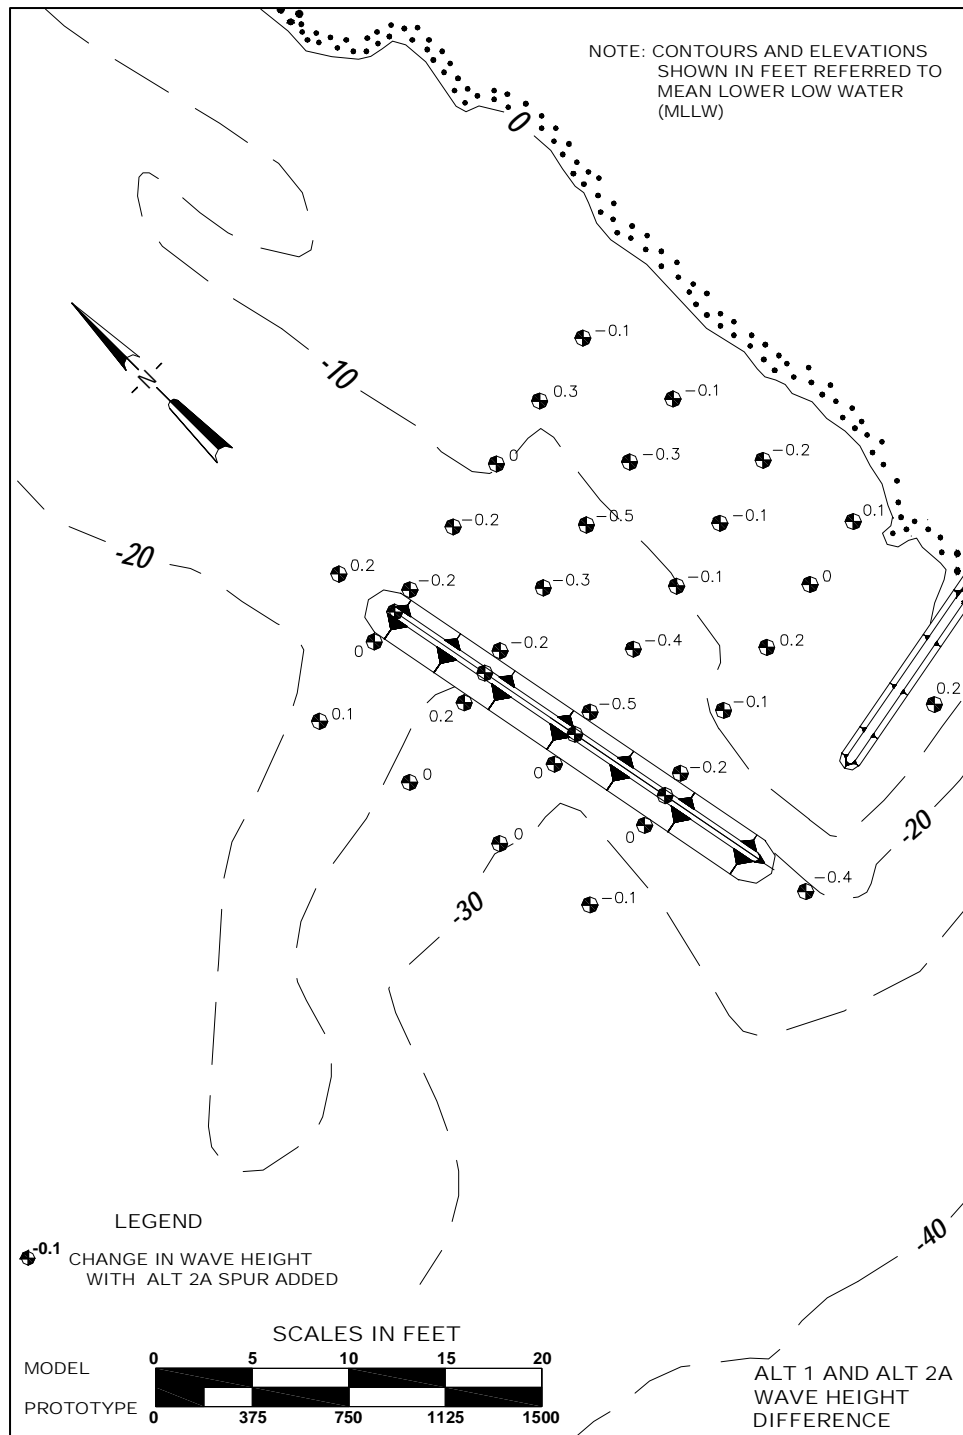 NOTE: CONTOURS AND ELEVATIONS
SHOWN IN FEET REFERRED TO
MEAN LOWER LOW WATER
(MLLW)
0
-0.1
-10
0.3
-0.1
0
-0.3
-0.2
-0.2
-0.5
-0.1
0.1
-20
0.2
-0.2
-0.3
-0.1
0
0
-0.2
-0.4
0.2
0.1
0.2
-0.5
-0.1
0.2
0
0
-0.2
0
0
-20
-0.4
-30
-0.1
N
-40
LEGEND
-0.1
CHANGE IN WAVE HEIGHT
WITH ALT 2A SPUR ADDED
SCALES IN FEET
MODEL
0 5 10 15 20
PROTOTYPE
0 375 750 1125 1500
ALT 1 AND ALT 2A
WAVE HEIGHT
DIFFERENCE